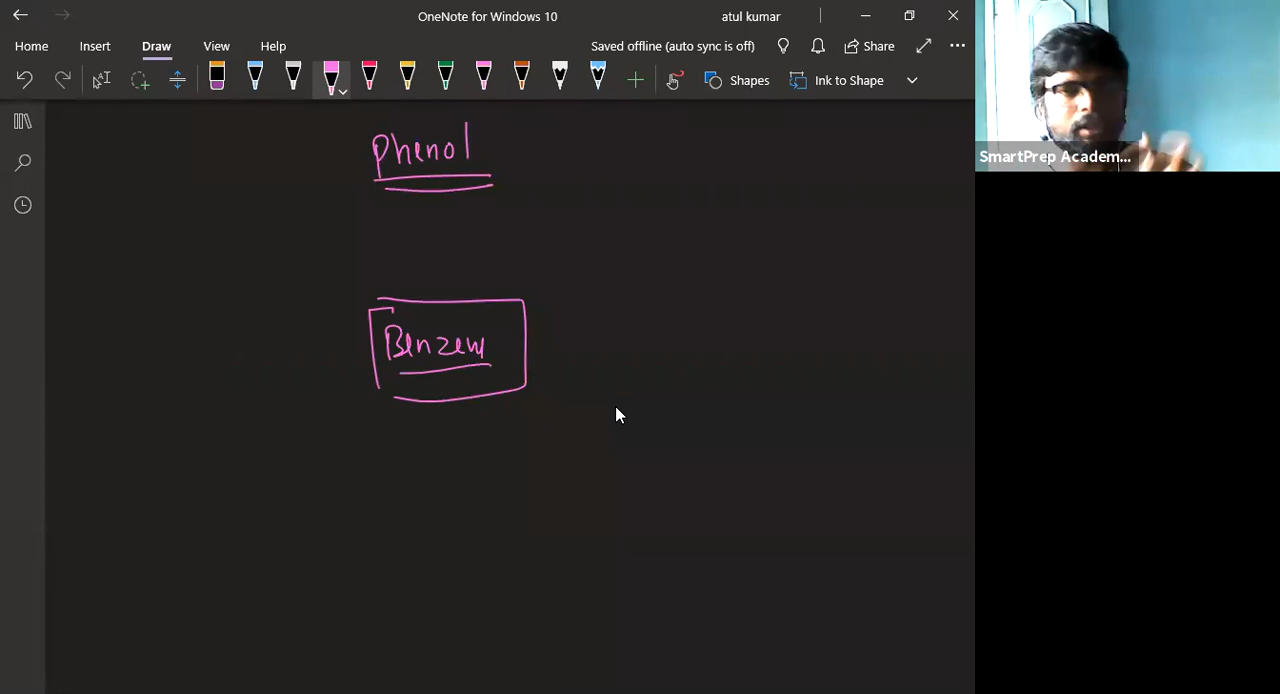 OneNote for Windows 10
atul kumar
Home Insert Draw View Help
Saved offline (auto sync is off)
Share
Shapes
Ink to Shape
SmartPrep Academ...
Phenol
Benzene